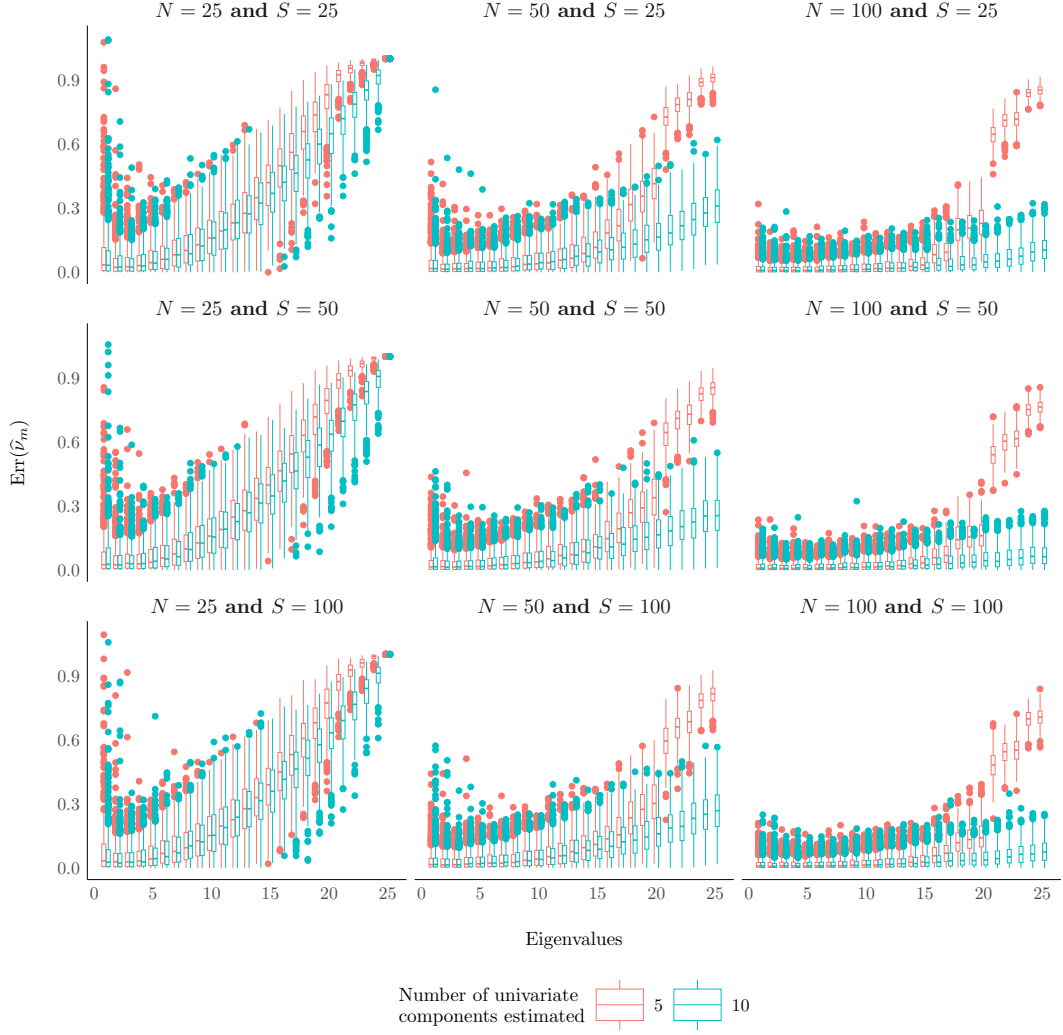 N = 25 and S = 25
N = 50 and S = 25
N = 100 and S = 25
0.9
0.6
0.3
0.0
N = 25 and S = 50
N = 50 and S = 50
N = 100 and S = 50
0.9
0.6
0.3
0.0
Err(ν̂ₘ)
N = 25 and S = 100
N = 50 and S = 100
N = 100 and S = 100
0.9
0.6
0.3
0.0
0 5 10 15 20 25 0 5 10 15 20 25 0 5 10 15 20 25
Eigenvalues
Number of univariate
components estimated 5 10